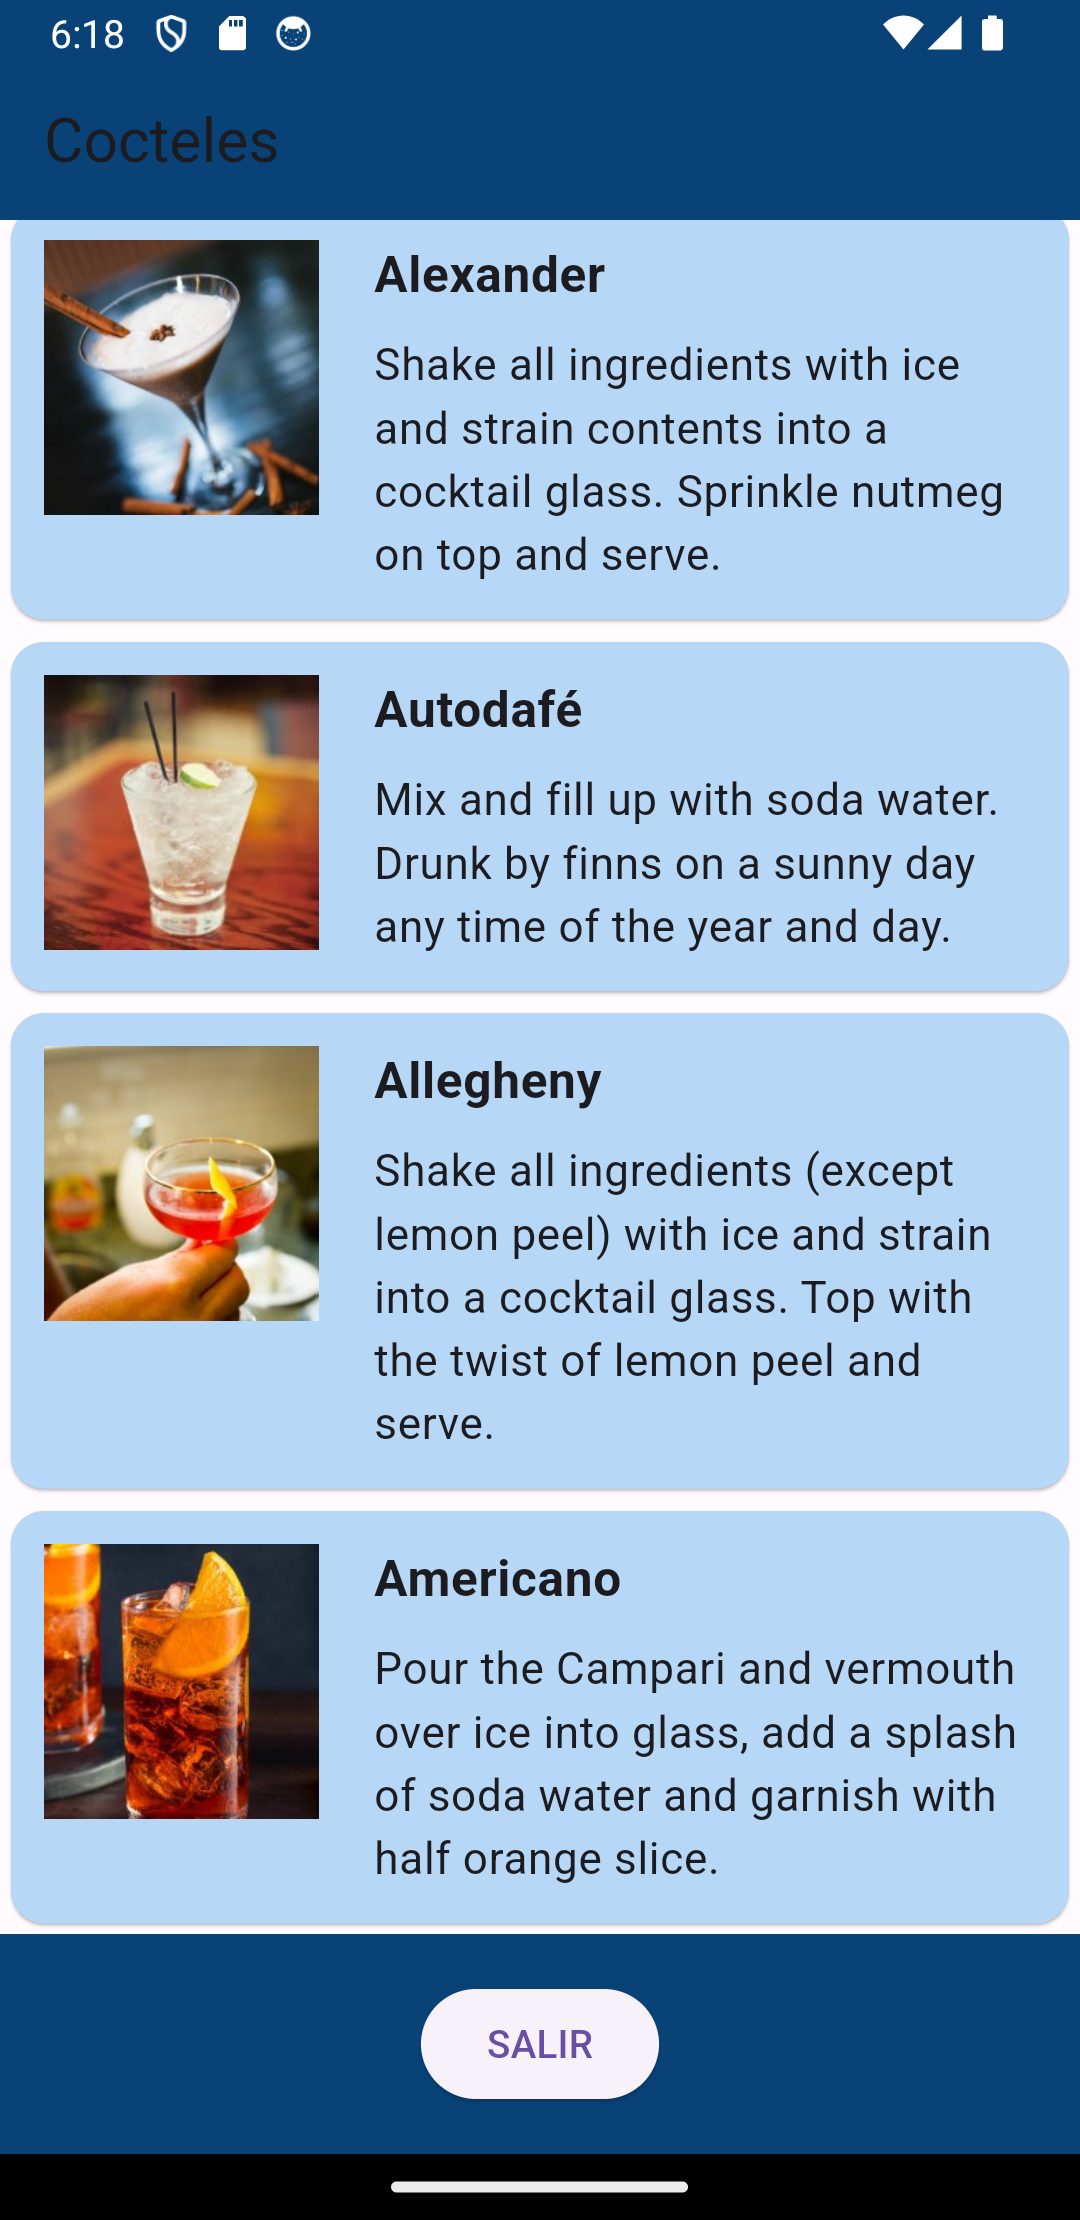 6:18
Cocteles
Alexander
Shake all ingredients with ice
and strain contents into a
cocktail glass. Sprinkle nutmeg
on top and serve.
Autodafé
Mix and fill up with soda water.
Drunk by finns on a sunny day
any time of the year and day.
Allegheny
Shake all ingredients (except
lemon peel) with ice and strain
into a cocktail glass. Top with
the twist of lemon peel and
serve.
Americano
Pour the Campari and vermouth
over ice into glass, add a splash
of soda water and garnish with
half orange slice.
SALIR